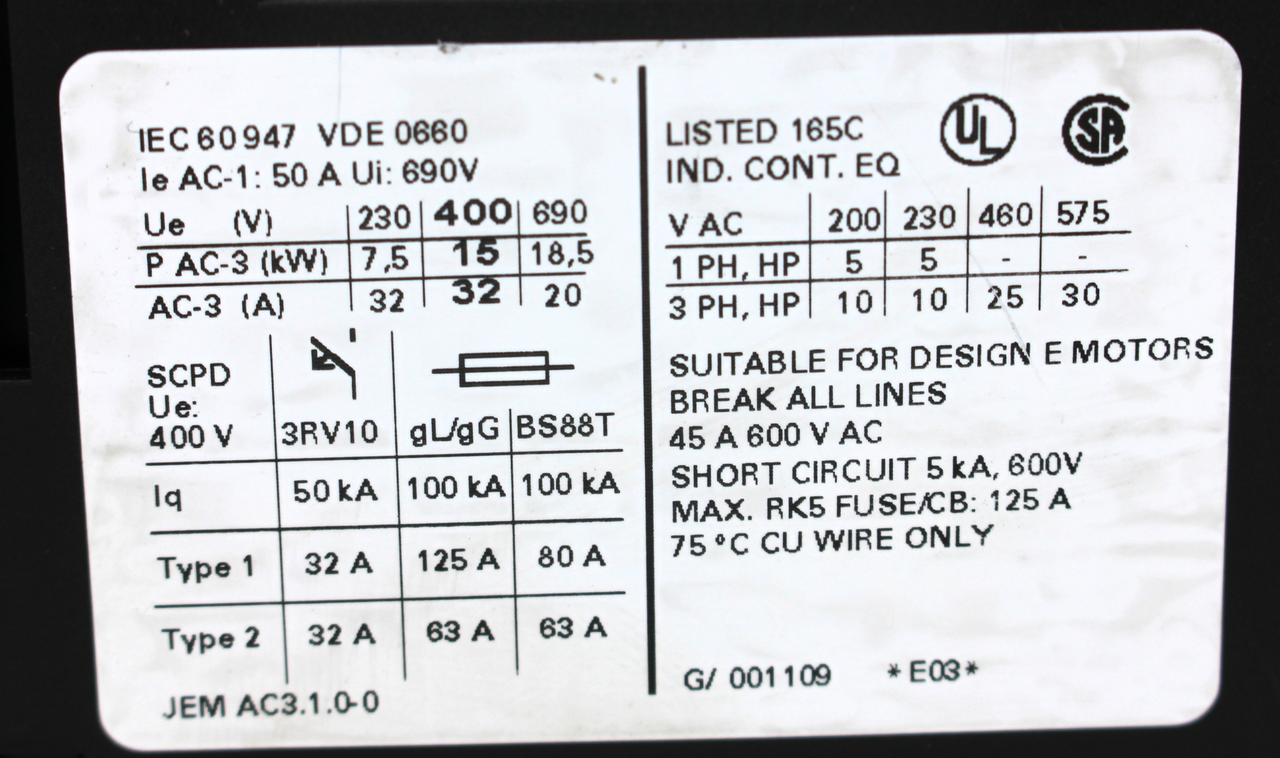 IEC 60947 VDE 0660
Ie AC-1: 50 A Ui: 690V
Ue (V) 230 400 690
P AC-3 (kW) 7,5 15 18,5
AC-3 (A) 32 32 20
SCPD
Ue:
400 V 3RV10 gL/gG BS88T
Iq 50 kA 100 kA 100 kA
Type 1 32 A 125 A 80 A
Type 2 32 A 63 A 63 A
JEM AC3.1.0-0
LISTED 165C UL SA
IND. CONT. EQ
V AC 200 230 460 575
1 PH, HP 5 5 - -
3 PH, HP 10 10 25 30
SUITABLE FOR DESIGN E MOTORS
BREAK ALL LINES
45 A 600 V AC
SHORT CIRCUIT 5 kA, 600V
MAX. RK5 FUSE/CB: 125 A
75 °C CU WIRE ONLY
G/ 001109 *E03*